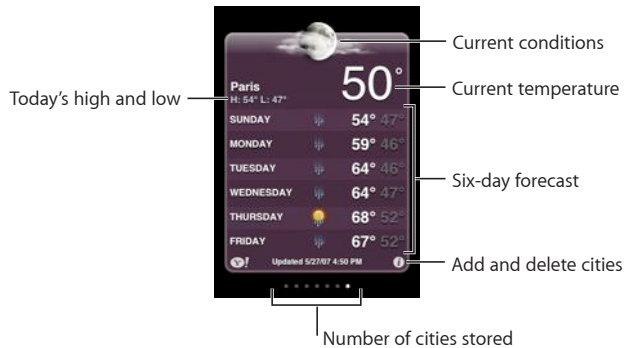 Current conditions
Paris
50°
Current temperature
Today's high and low
H: 54° L: 47°
SUNDAY 54° 47°
MONDAY 59° 46°
TUESDAY 64° 46°
Six-day forecast
WEDNESDAY 64° 47°
THURSDAY 68° 52°
FRIDAY 67° 52°
Y! Updated 5/27/07 4:50 PM i
Add and delete cities
Number of cities stored